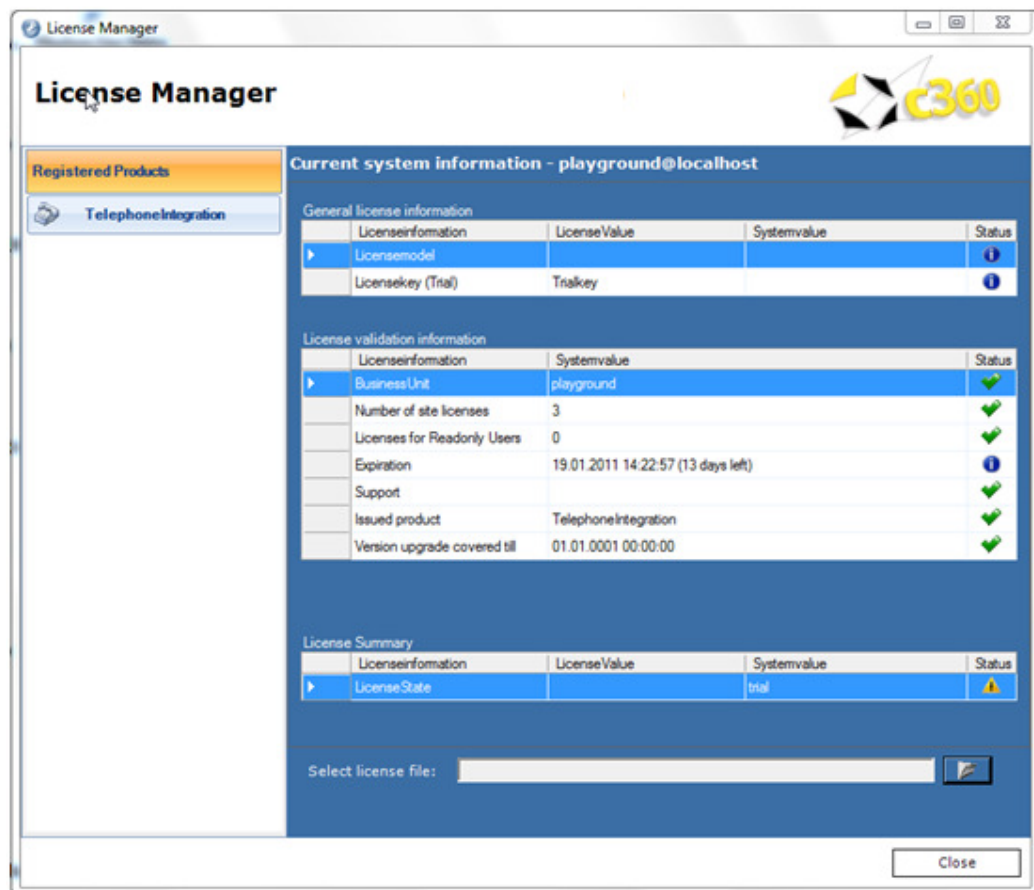 License Manager
License Manager
c360
Registered Products
TelephoneIntegration
Current system information - playground@localhost
General license information
Licenseinformation LicenseValue Systemvalue Status
Licensemodel
Licensekey (Trial) Trialkey
License validation information
Licenseinformation Systemvalue Status
BusinessUnit playground
Number of site licenses 3
Licenses for Readonly Users 0
Expiration 19.01.2011 14:22:57 (13 days left)
Support
Issued product TelephoneIntegration
Version upgrade covered till 01.01.0001 00:00:00
License Summary
Licenseinformation LicenseValue Systemvalue Status
LicenseState trial
Select license file:
Close